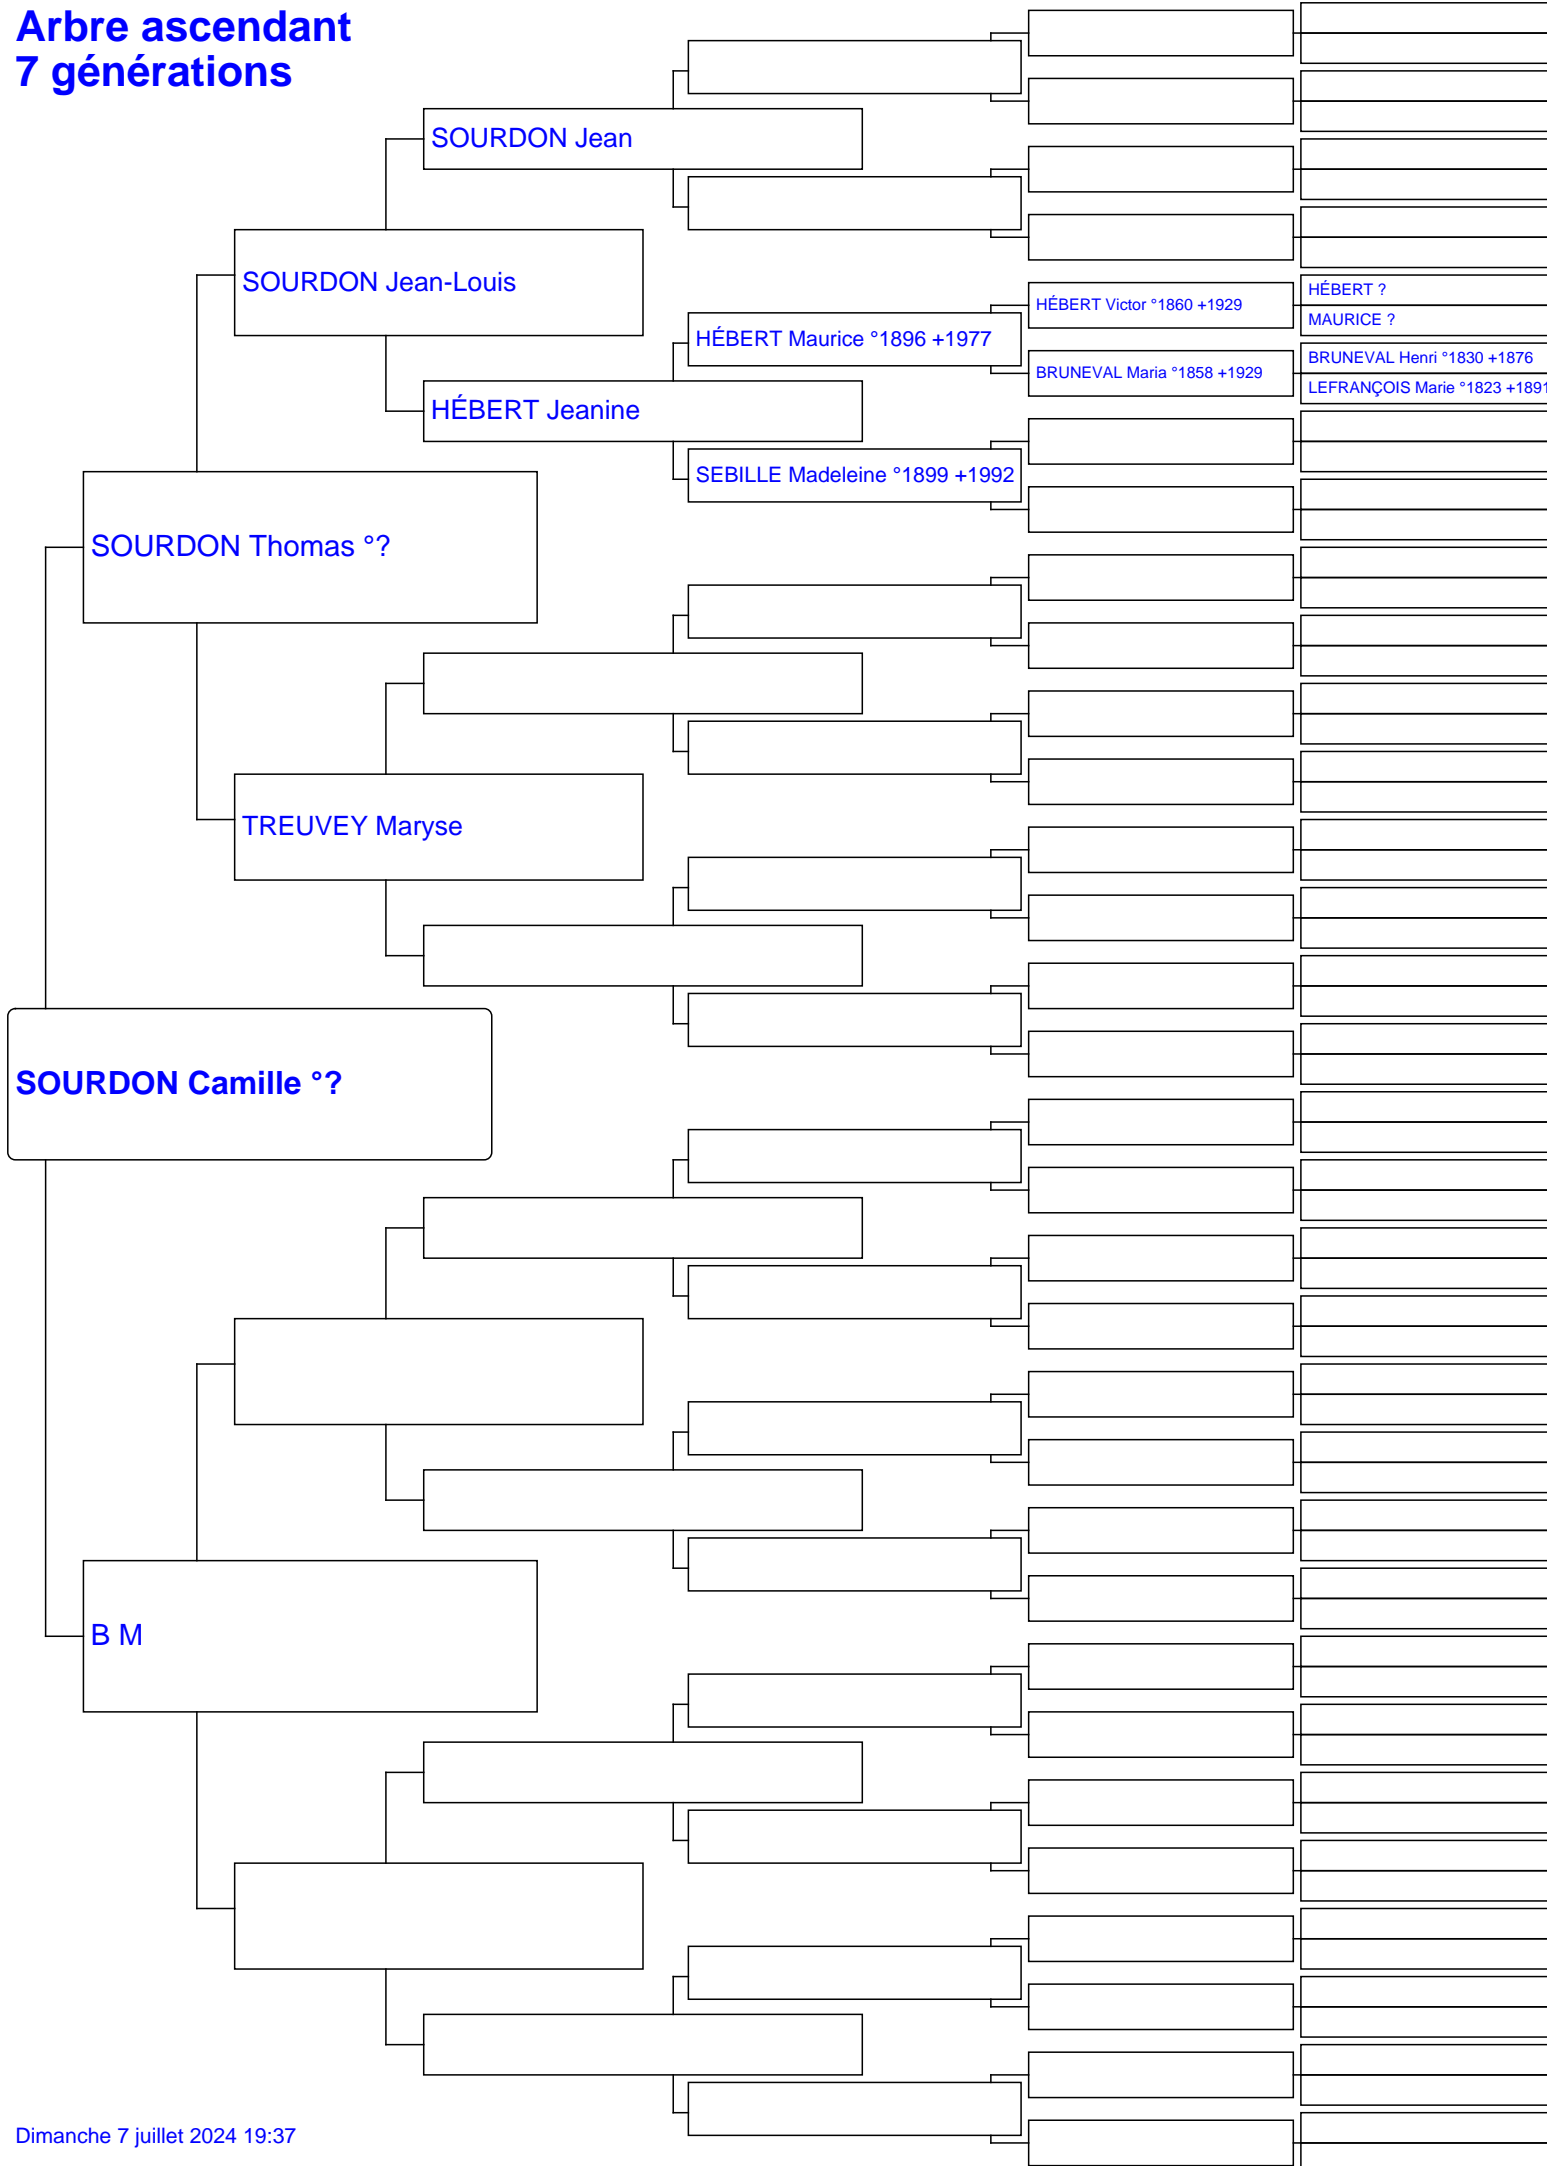 Arbre ascendant
7 générations
SOURDON Jean
SOURDON Jean-Louis
HÉBERT ?
HÉBERT Victor °1860 +1929
MAURICE ?
HÉBERT Maurice °1896 +1977
BRUNEVAL Henri °1830 +1876
BRUNEVAL Maria °1858 +1929
LEFRANÇOIS Marie °1823 +1891
HÉBERT Jeanine
SEBILLE Madeleine °1899 +1992
SOURDON Thomas °?
TREUVEY Maryse
SOURDON Camille °?
B M
Dimanche 7 juillet 2024 19:37